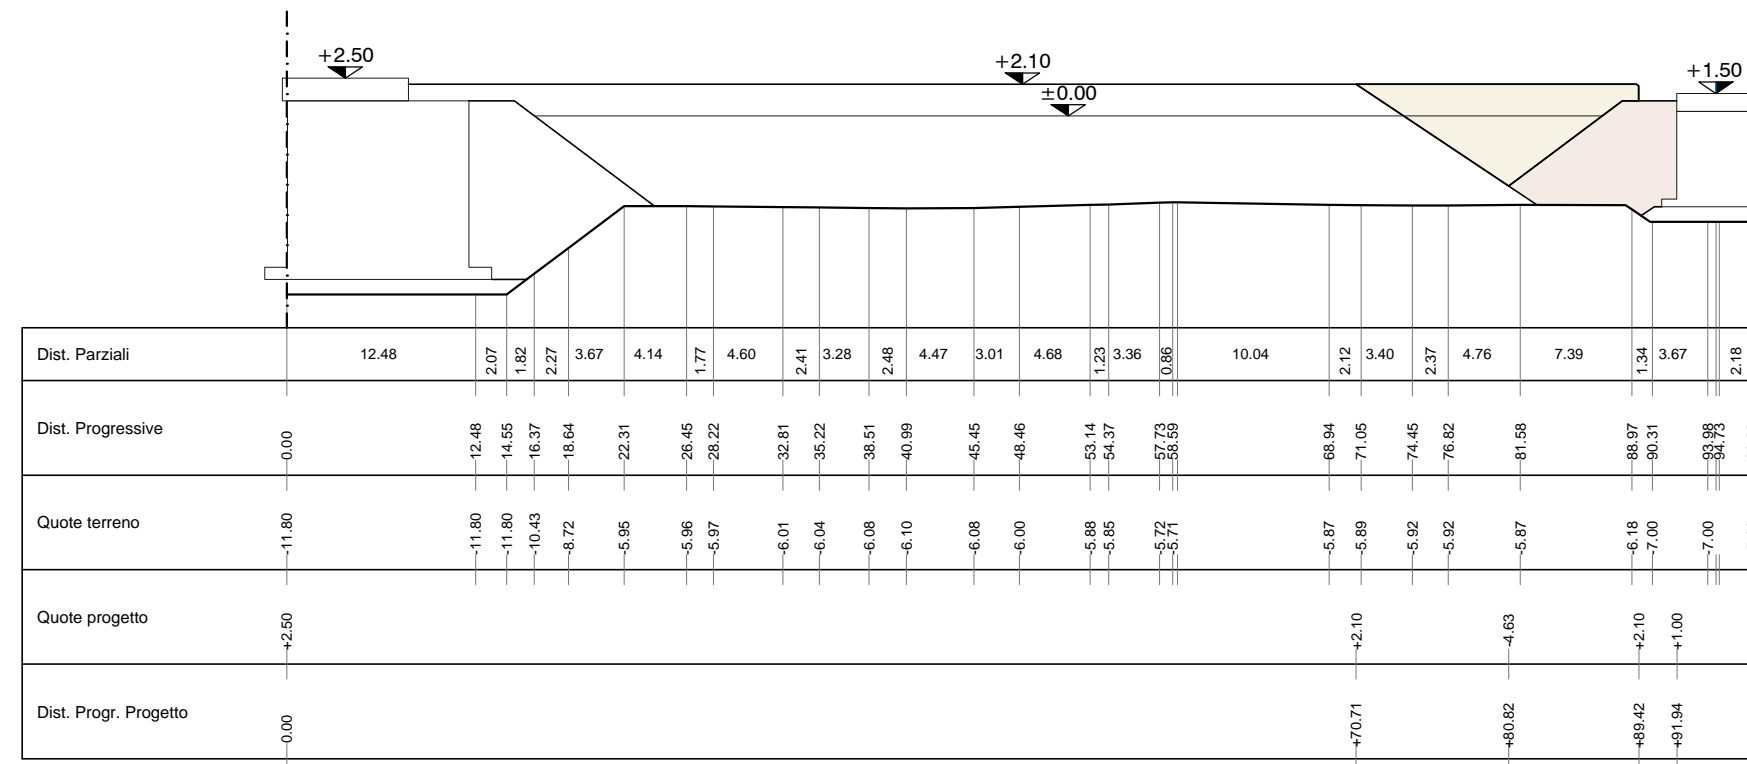 +2.50
+2.10
±0.00
+1.50
Dist. Parziali 12.48 2.07 1.82 2.27 3.67 4.14 1.77 4.60 2.41 3.28 2.48 4.47 3.01 4.68 1.23 3.36 0.86 10.04 2.12 3.40 2.37 4.76 7.39 1.34 3.67 2.18
Dist. Progressive 0.00 12.48 14.55 16.37 18.64 22.31 26.45 28.22 32.81 35.22 38.51 40.99 45.45 48.46 53.14 54.37 57.73 58.59 68.94 71.05 74.45 76.82 81.58 88.97 90.31 93.98 94.73
Quote terreno -11.80 -11.80 -11.80 -10.43 -8.72 -5.95 -5.96 -5.97 -6.01 -6.04 -6.08 -6.10 -6.08 -6.00 -5.88 -5.85 -5.72 -5.71 -5.87 -5.89 -5.92 -5.92 -5.87 -6.18 -7.00 -7.00
Quote progetto +2.50 +2.10 -4.63 +2.10 +1.00
Dist. Progr. Progetto 0.00 +70.71 +80.82 +89.42 +91.94